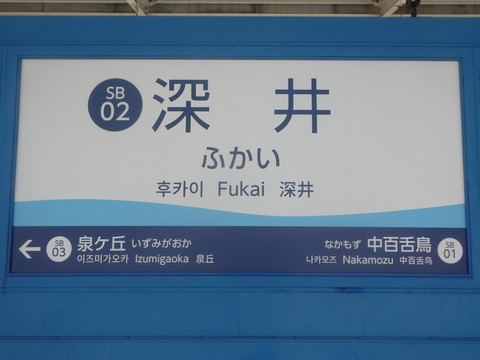 SB
02
深井
ふかい
후카이 Fukai 深井
← SB
03
泉ケ丘 いずみがおか
이즈미가오카 Izumigaoka 泉丘
なかもず 中百舌鳥
나카모즈 Nakamozu 中百舌鸟
SB
01